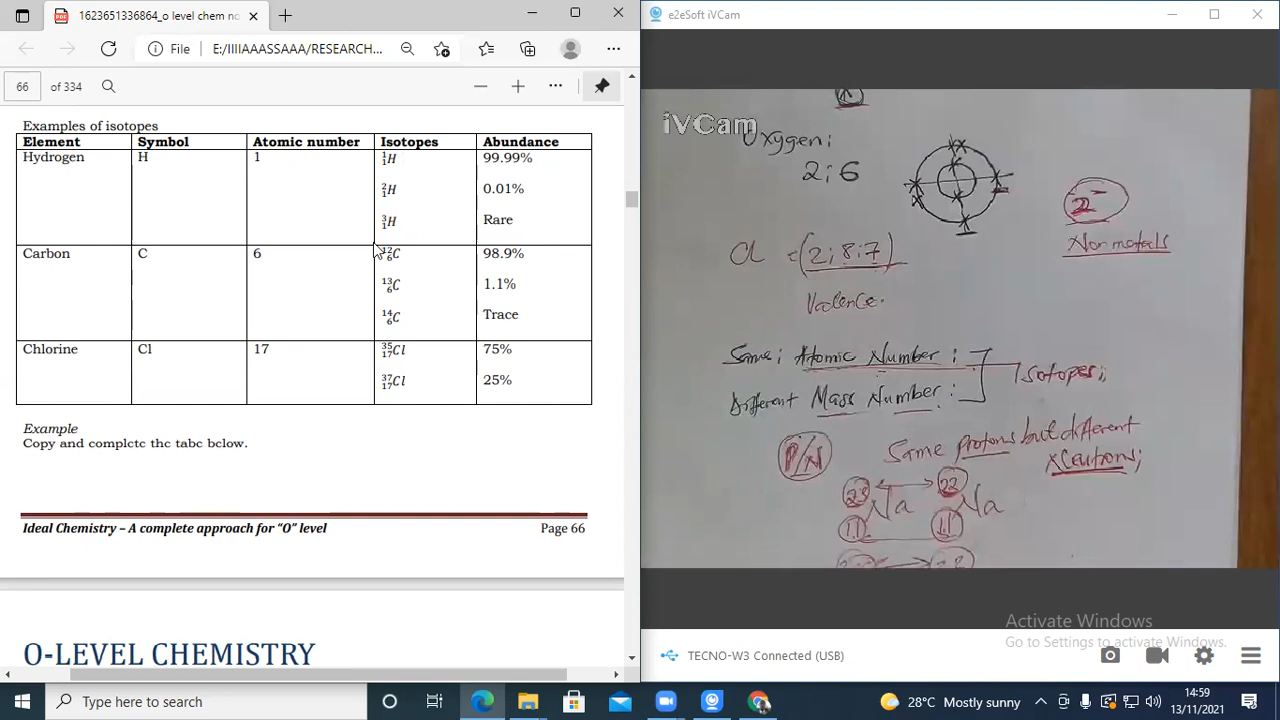 1623651336864_o level chem no
File
E:/IIIIAAASSAAA/RESEARCH...
66
of 334
Examples of isotopes
Element Symbol Atomic number Isotopes Abundance
Hydrogen H 1 ¹₁H 99.99%
²₁H 0.01%
³₁H Rare
Carbon C 6 ¹²₆C 98.9%
¹³₆C 1.1%
¹⁴₆C Trace
Chlorine Cl 17 ³⁵₁₇Cl 75%
³⁷₁₇Cl 25%
Example
Copy and complete the tabe below.
Ideal Chemistry – A complete approach for “O” level Page 66
O-LEVEL CHEMISTRY
e2eSoft iVCam
iVCam
Oxygen;
2;6
2-
Non metals
Cl = (2;8;7)
Valence.
Same; Atomic Number:
Different Mass Number:
Isotopes;
P/N
Same protons but different
neutrons;
23 Na 22 Na
11 11
Activate Windows
Go to Settings to activate Windows.
TECNO-W3 Connected (USB)
Type here to search
28°C Mostly sunny
14:59
13/11/2021